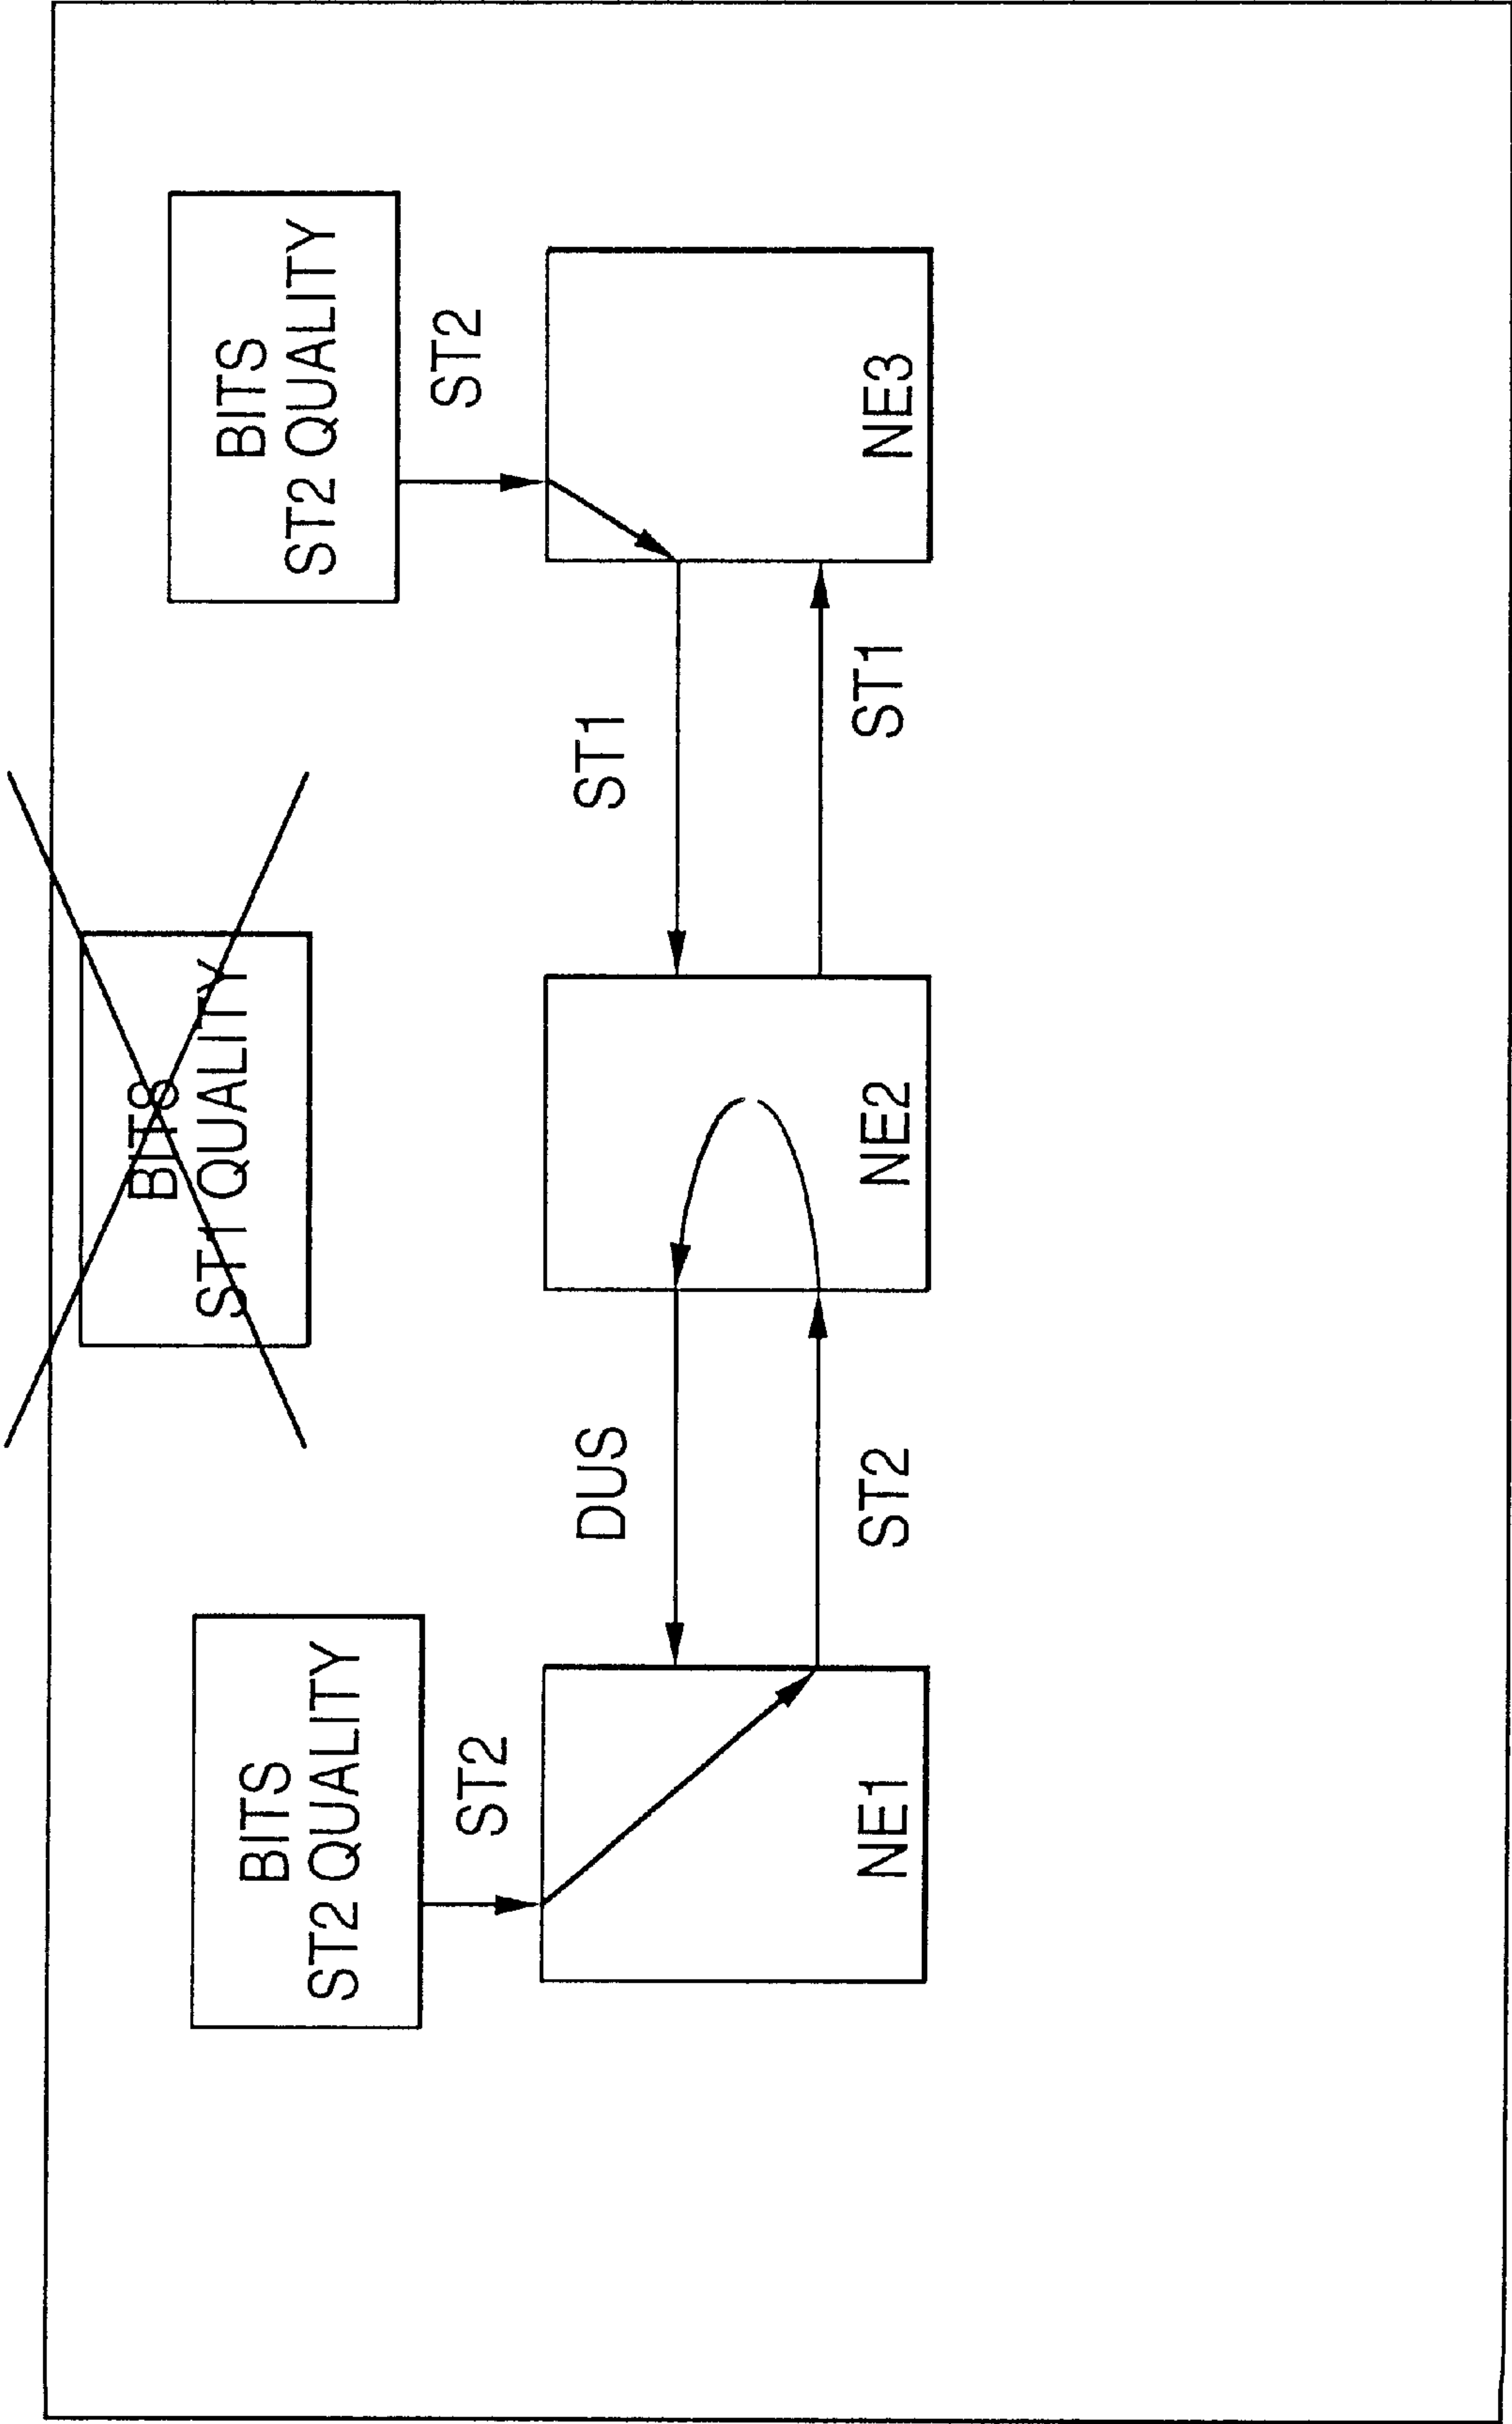 BITS
ST2 QUALITY
BITS
ST1 QUALITY
BITS
ST2 QUALITY
ST2
ST2
DUS
ST1
ST2
ST1
NE1
NE2
NE3